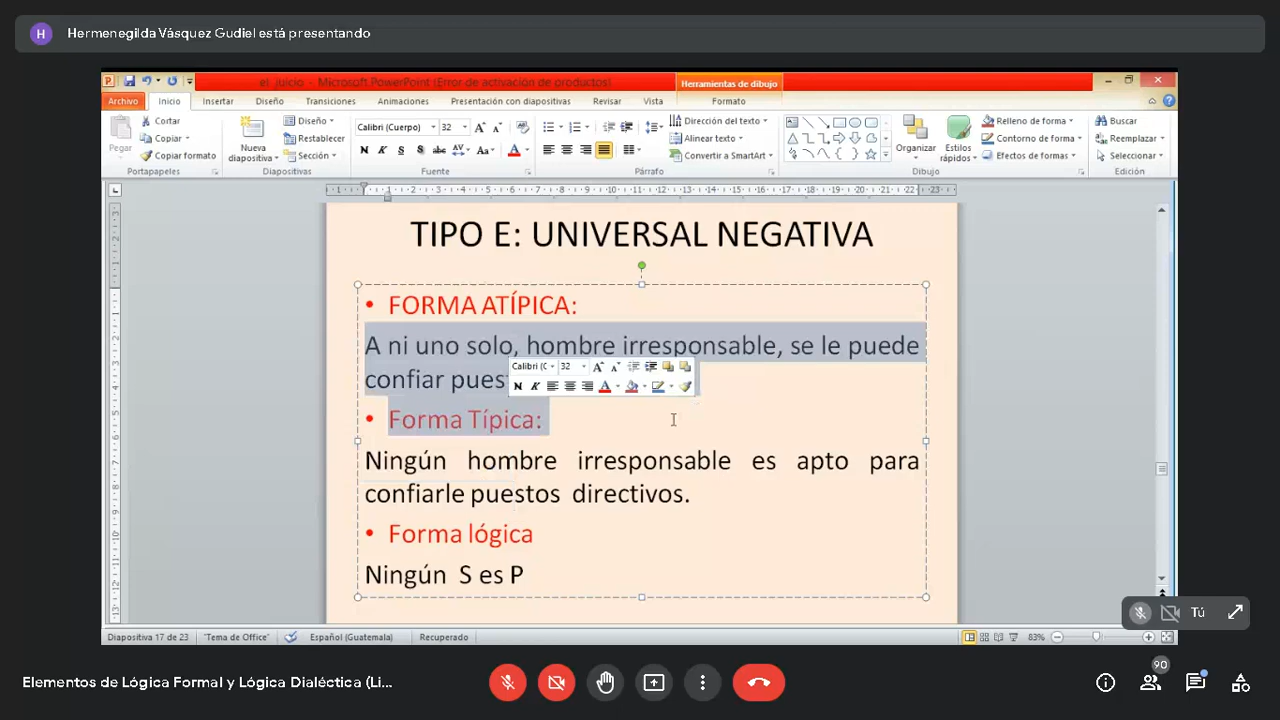 H Hermenegilda Vásquez Gudiel está presentando
el_juicio - Microsoft PowerPoint (Error de activación de productos)
Herramientas de dibujo
Archivo Inicio Insertar Diseño Transiciones Animaciones Presentación con diapositivas Revisar Vista Formato
Pegar
Cortar
Copiar
Copiar formato
Portapapeles
Nueva diapositiva
Diseño
Restablecer
Sección
Diapositivas
Calibri (Cuerpo) 32
N K S S abc AV Aa A
Fuente
Párrafo
Dirección del texto
Alinear texto
Convertir a SmartArt
Organizar
Estilos rápidos
Relleno de forma
Contorno de forma
Efectos de formas
Dibujo
Buscar
Reemplazar
Seleccionar
Edición
TIPO E: UNIVERSAL NEGATIVA
• FORMA ATÍPICA:
A ni uno solo, hombre irresponsable, se le puede
confiar pues
Calibri (C 32
N K A
• Forma Típica:
Ningún hombre irresponsable es apto para
confiarle puestos directivos.
• Forma lógica
Ningún S es P
Tú
Diapositiva 17 de 23 "Tema de Office" Español (Guatemala) Recuperado 83%
Elementos de Lógica Formal y Lógica Dialéctica (Li...
90